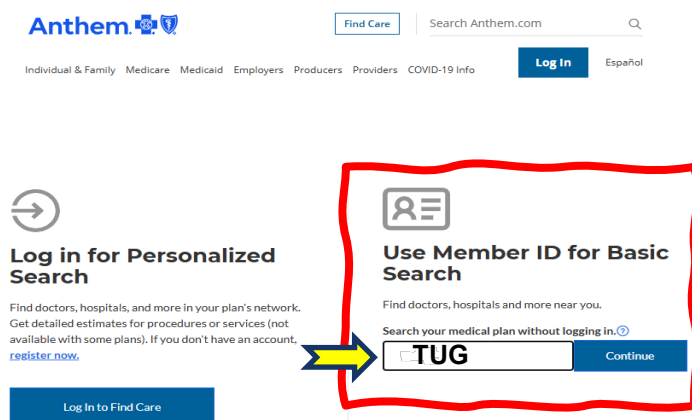 Anthem
Find Care
Search Anthem.com
Individual & Family Medicare Medicaid Employers Producers Providers COVID-19 Info
Log In
Español
Log in for Personalized
Search
Find doctors, hospitals, and more in your plan's network.
Get detailed estimates for procedures or services (not
available with some plans). If you don't have an account,
register now.
Log In to Find Care
Use Member ID for Basic
Search
Find doctors, hospitals and more near you.
Search your medical plan without logging in.
TUG
Continue